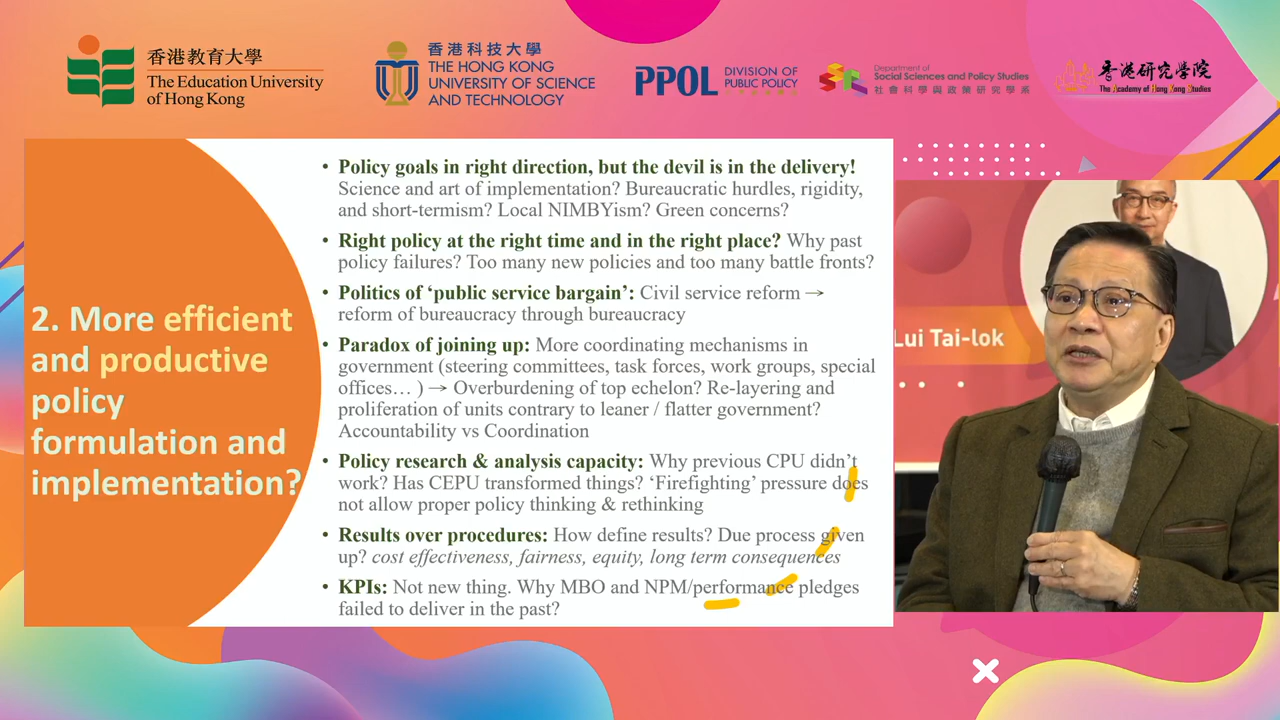 香港教育大學
The Education University
of Hong Kong
香港科技大學
THE HONG KONG
UNIVERSITY OF SCIENCE
AND TECHNOLOGY
PPOL DIVISION OF
PUBLIC POLICY
Department of
Social Sciences and Policy Studies
社會科學與政策研究學系
香港研究學院
The Academy of Hong Kong Studies
2. More efficient
and productive
policy
formulation and
implementation?
• Policy goals in right direction, but the devil is in the delivery!
Science and art of implementation? Bureaucratic hurdles, rigidity,
and short-termism? Local NIMBYism? Green concerns?
• Right policy at the right time and in the right place? Why past
policy failures? Too many new policies and too many battle fronts?
• Politics of ‘public service bargain’: Civil service reform →
reform of bureaucracy through bureaucracy
• Paradox of joining up: More coordinating mechanisms in
government (steering committees, task forces, work groups, special
offices… ) → Overburdening of top echelon? Re-layering and
proliferation of units contrary to leaner / flatter government?
Accountability vs Coordination
• Policy research & analysis capacity: Why previous CPU didn’t
work? Has CEPU transformed things? ‘Firefighting’ pressure does
not allow proper policy thinking & rethinking
• Results over procedures: How define results? Due process given
up? cost effectiveness, fairness, equity, long term consequences
• KPIs: Not new thing. Why MBO and NPM/performance pledges
failed to deliver in the past?
Lui Tai-lok